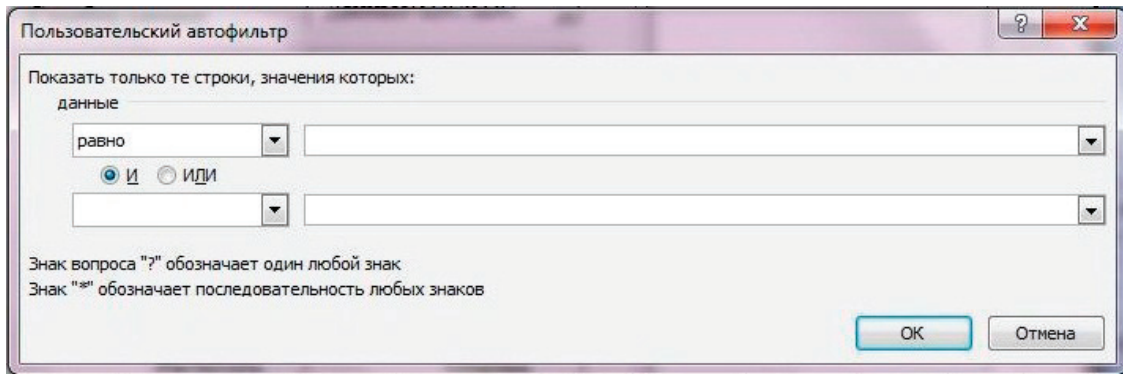 Пользовательский автофильтр
Показать только те строки, значения которых:
данные
равно
И ИЛИ
Знак вопроса "?" обозначает один любой знак
Знак "*" обозначает последовательность любых знаков
ОК Отмена